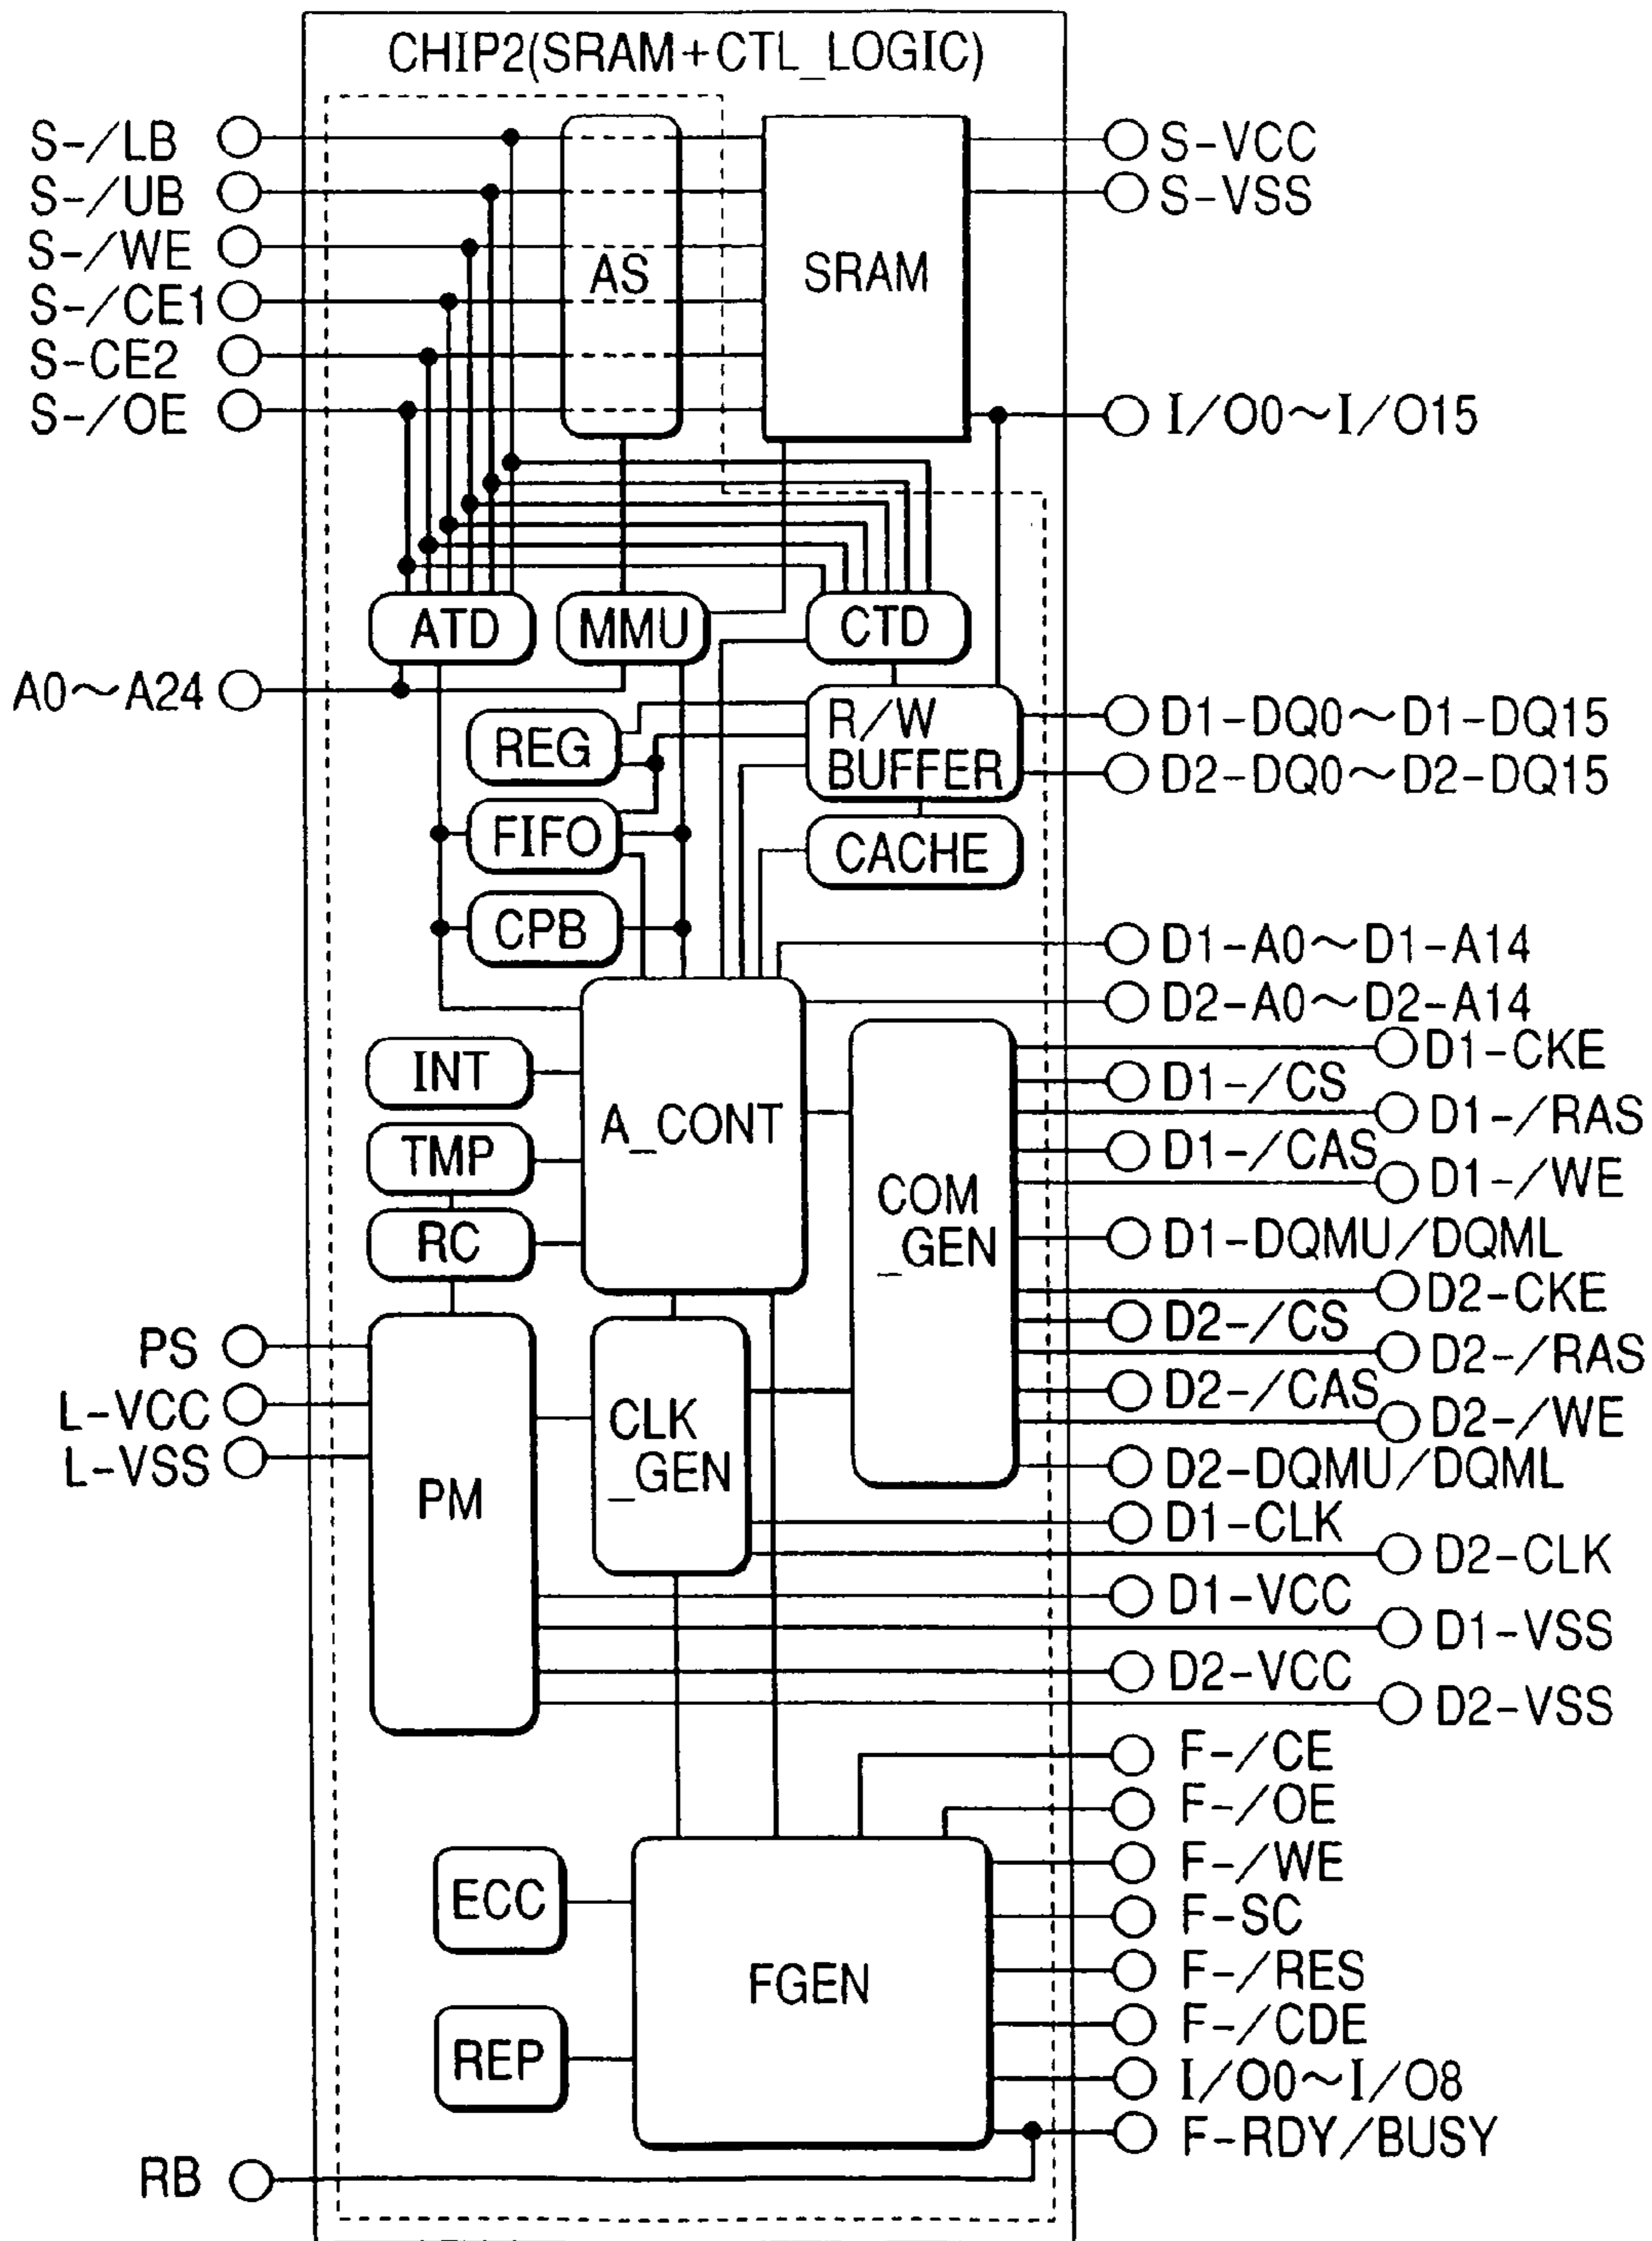 CHIP2(SRAM+CTL_LOGIC)
S-/LB
S-/UB
S-/WE
S-/CE1
S-CE2
S-/OE
AS
SRAM
S-VCC
S-VSS
I/O0~I/O15
ATD
MMU
CTD
A0~A24
REG
R/W
BUFFER
D1-DQ0~D1-DQ15
D2-DQ0~D2-DQ15
FIFO
CACHE
CPB
D1-A0~D1-A14
D2-A0~D2-A14
INT
TMP
RC
A_CONT
COM
_GEN
D1-CKE
D1-/CS
D1-/RAS
D1-/CAS
D1-/WE
D1-DQMU/DQML
D2-CKE
D2-/CS
D2-/RAS
D2-/CAS
D2-/WE
D2-DQMU/DQML
PS
L-VCC
L-VSS
PM
CLK
_GEN
D1-CLK
D2-CLK
D1-VCC
D1-VSS
D2-VCC
D2-VSS
F-/CE
F-/OE
F-/WE
F-SC
F-/RES
F-/CDE
I/O0~I/O8
F-RDY/BUSY
ECC
REP
FGEN
RB